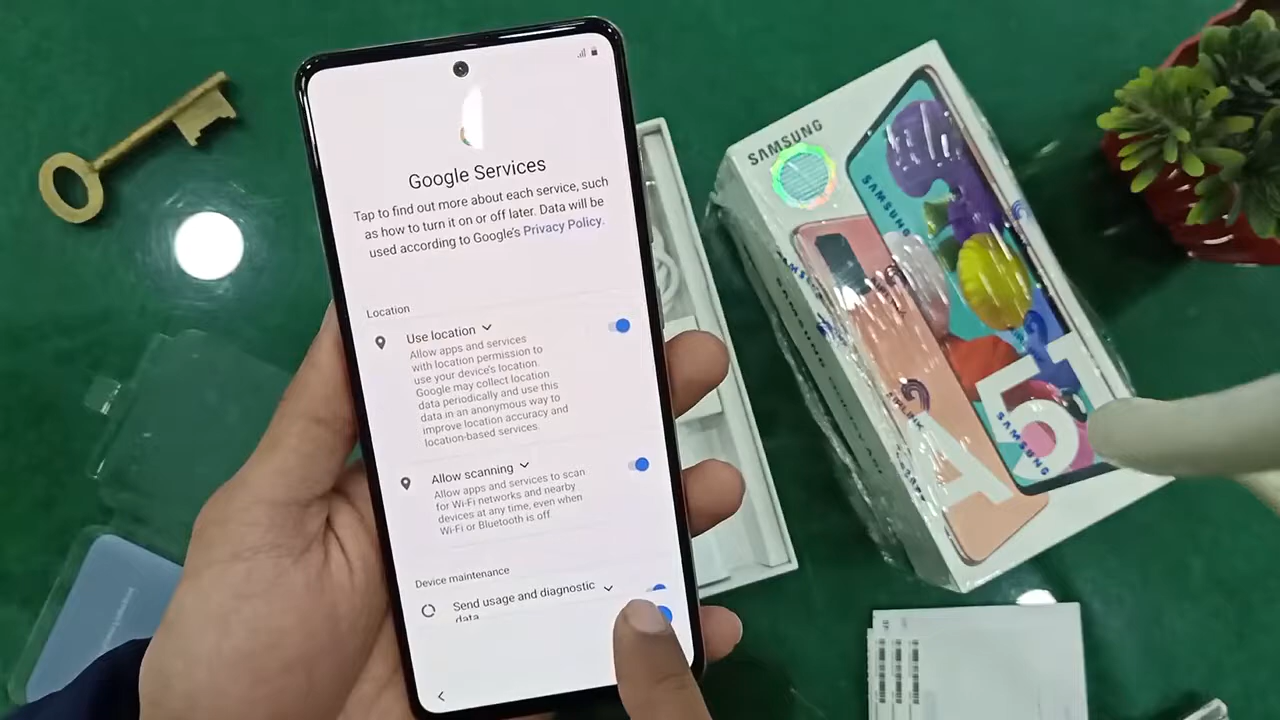 Google Services
Tap to find out more about each service, such
as how to turn it on or off later. Data will be
used according to Google's Privacy Policy.
Location
Use location
Allow apps and services
with location permission to
use your device's location.
Google may collect location
data periodically and use this
data in an anonymous way to
improve location accuracy and
location-based services.
Allow scanning
Allow apps and services to scan
for Wi-Fi networks and nearby
devices at any time, even when
Wi-Fi or Bluetooth is off.
Device maintenance
Send usage and diagnostic
data
SAMSUNG
SAMSUNG
SAMSUNG
A51